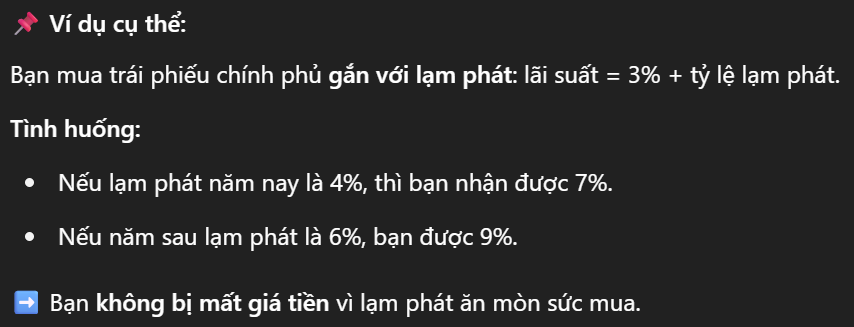 📌 Ví dụ cụ thể:
Bạn mua trái phiếu chính phủ gắn với lạm phát: lãi suất = 3% + tỷ lệ lạm phát.
Tình huống:
• Nếu lạm phát năm nay là 4%, thì bạn nhận được 7%.
• Nếu năm sau lạm phát là 6%, bạn được 9%.
➡️ Bạn không bị mất giá tiền vì lạm phát ăn mòn sức mua.